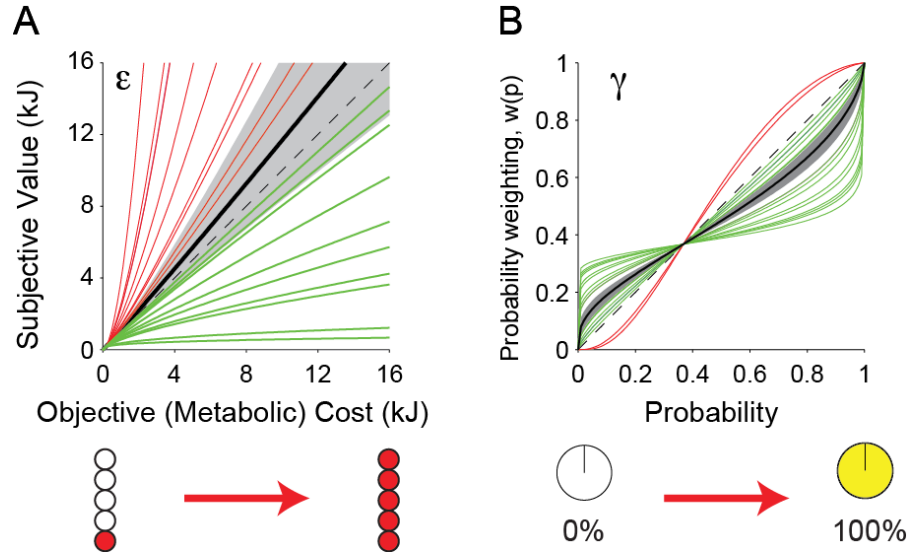 A
ε
Subjective Value (kJ)
16
12
8
4
0
0 4 8 12 16
Objective (Metabolic) Cost (kJ)
B
γ
Probability weighting, w(p)
1
0.8
0.6
0.4
0.2
0
0 0.2 0.4 0.6 0.8 1
Probability
0%
100%